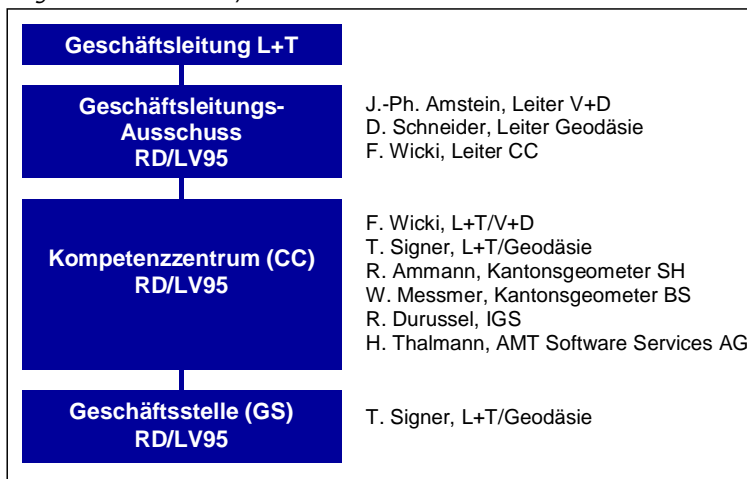 Geschäftsleitung L+T
Geschäftsleitungs-
Ausschuss
RD/LV95
J.-Ph. Amstein, Leiter V+D
D. Schneider, Leiter Geodäsie
F. Wicki, Leiter CC
Kompetenzzentrum (CC)
RD/LV95
F. Wicki, L+T/V+D
T. Signer, L+T/Geodäsie
R. Ammann, Kantonsgeometer SH
W. Messmer, Kantonsgeometer BS
R. Durussel, IGS
H. Thalmann, AMT Software Services AG
Geschäftsstelle (GS)
RD/LV95
T. Signer, L+T/Geodäsie